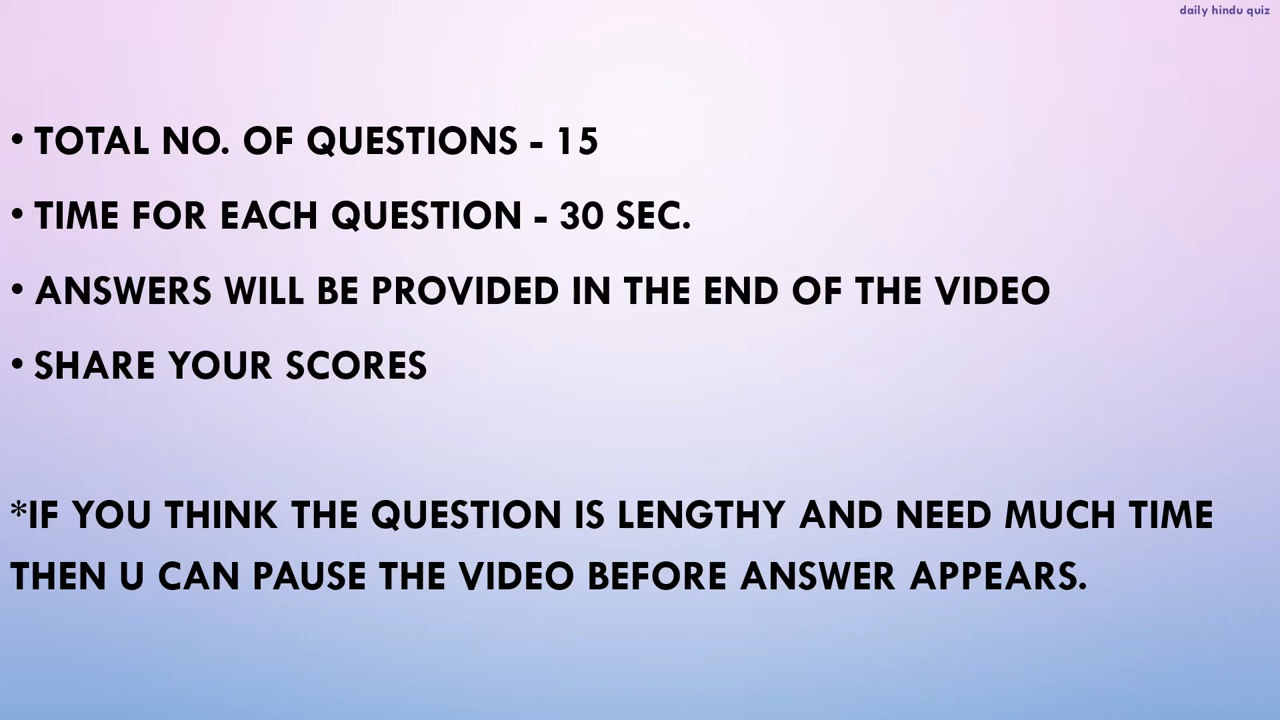 daily hindu quiz
• TOTAL NO. OF QUESTIONS - 15
• TIME FOR EACH QUESTION - 30 SEC.
• ANSWERS WILL BE PROVIDED IN THE END OF THE VIDEO
• SHARE YOUR SCORES
*IF YOU THINK THE QUESTION IS LENGTHY AND NEED MUCH TIME
THEN U CAN PAUSE THE VIDEO BEFORE ANSWER APPEARS.